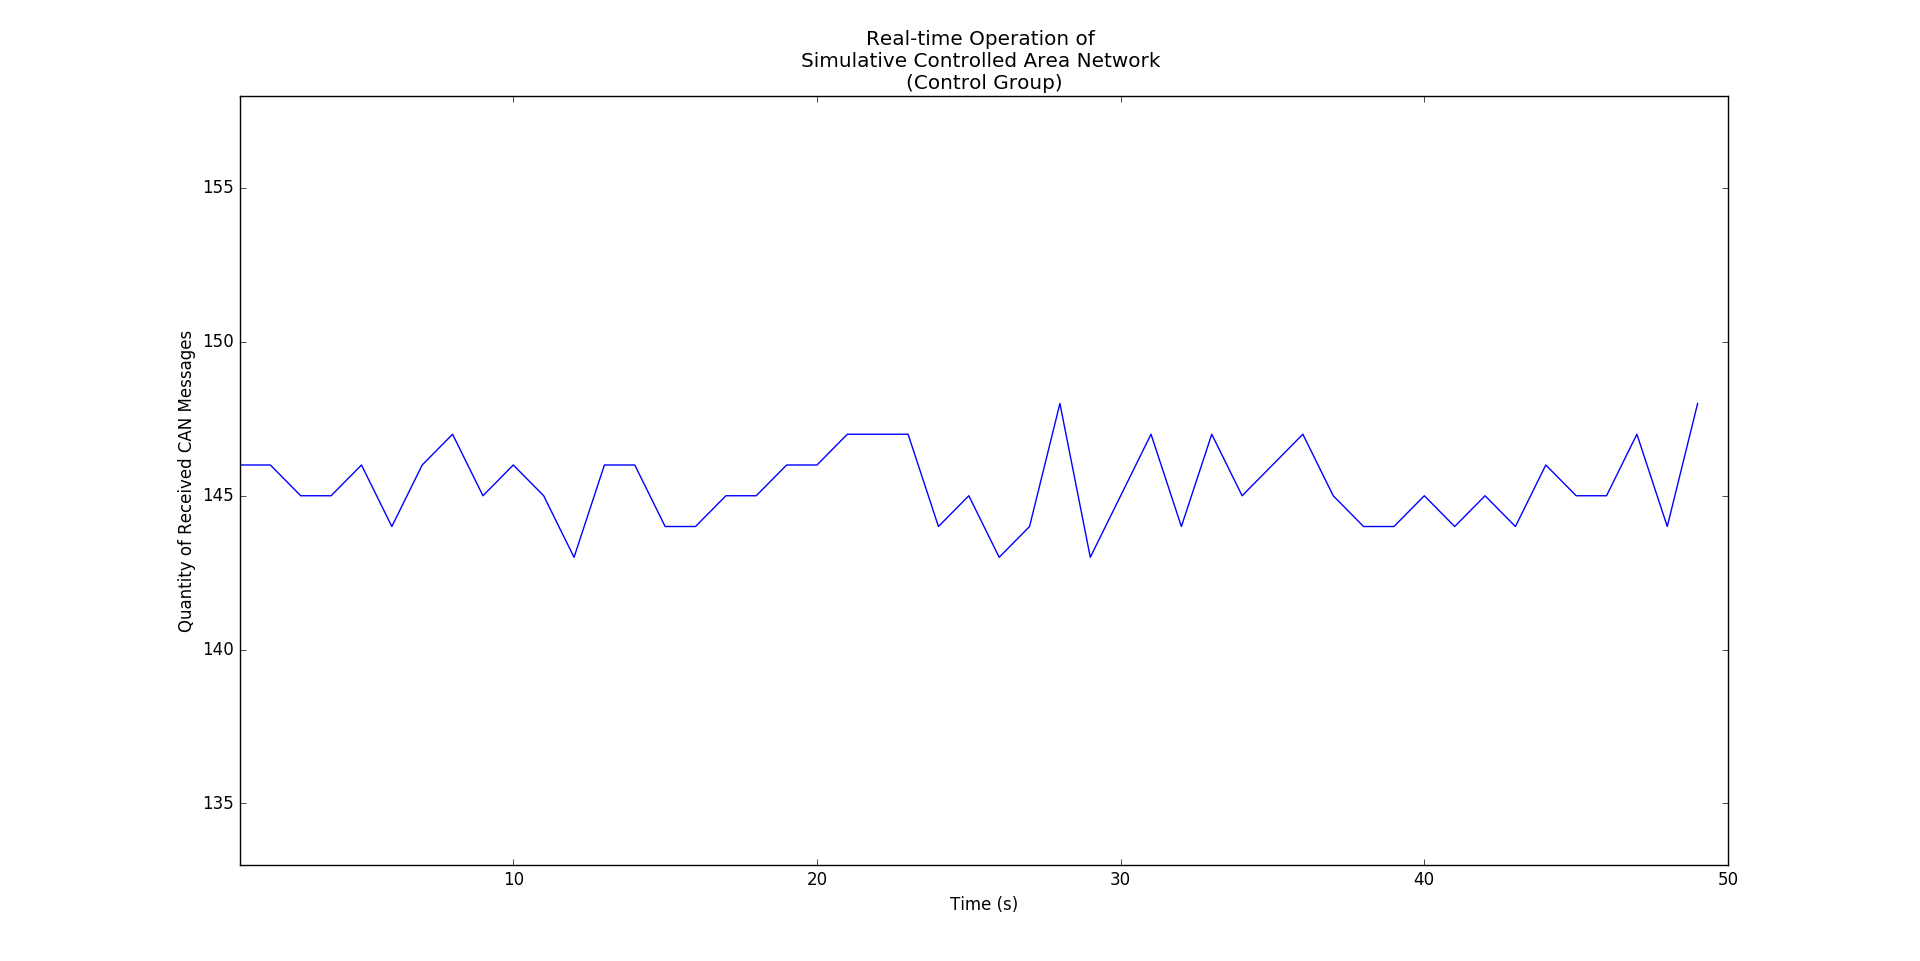 Real-time Operation of
Simulative Controlled Area Network
(Control Group)
Quantity of Received CAN Messages
155
150
145
140
135
10
20
30
40
50
Time (s)